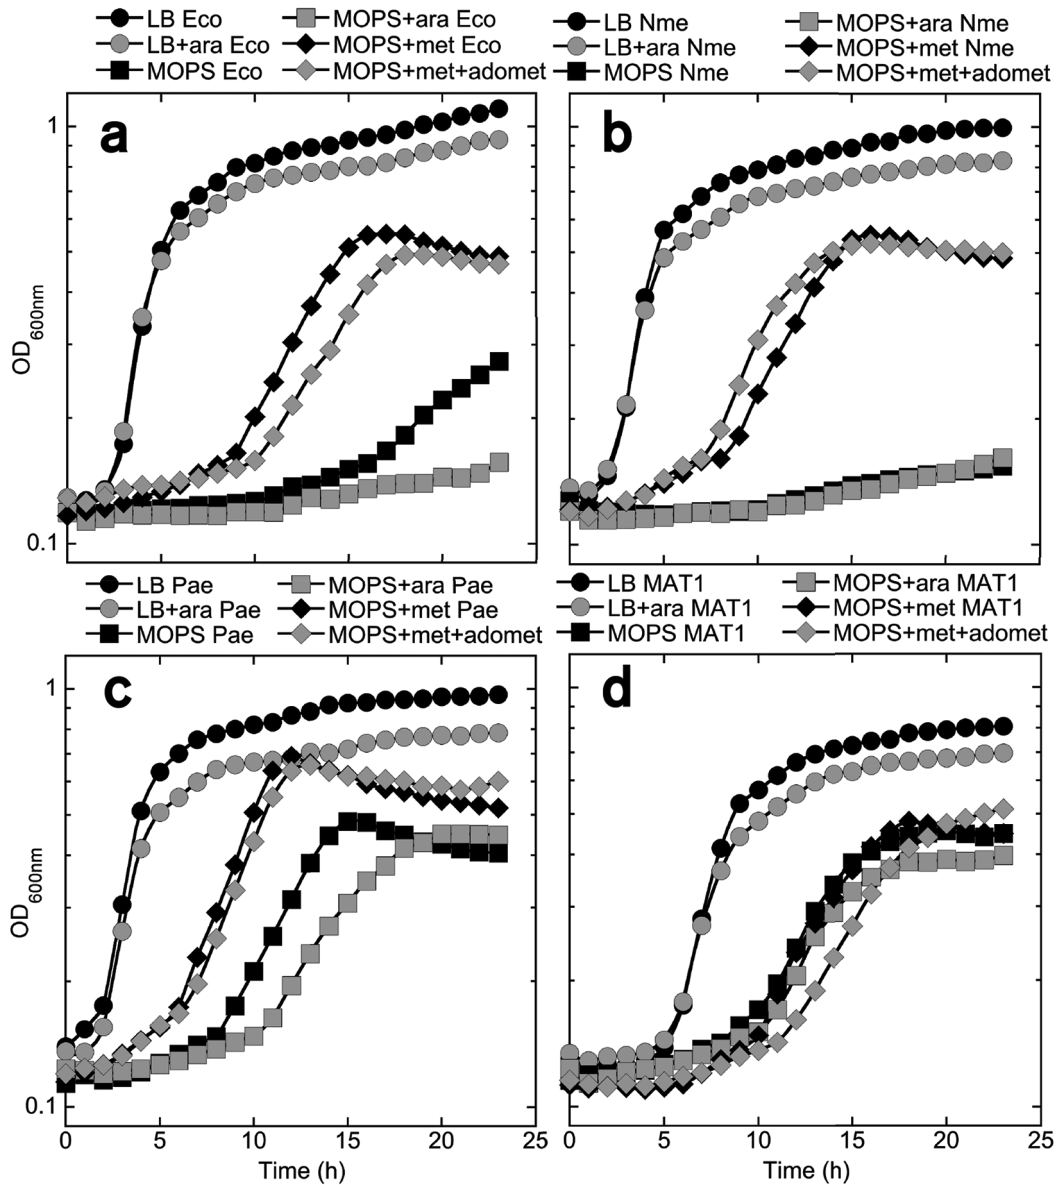 LB Eco MOPS+ara Eco
LB+ara Eco MOPS+met Eco
MOPS Eco MOPS+met+adomet
LB Nme MOPS+ara Nme
LB+ara Nme MOPS+met Nme
MOPS Nme MOPS+met+adomet
a
b
1
OD600nm
0.1
LB Pae MOPS+ara Pae
LB+ara Pae MOPS+met Pae
MOPS Pae MOPS+met+adomet
LB MAT1 MOPS+ara MAT1
LB+ara MAT1 MOPS+met MAT1
MOPS MAT1 MOPS+met+adomet
c
d
1
OD600nm
0.1
0 5 10 15 20 25
0 5 10 15 20 25
Time (h)
Time (h)